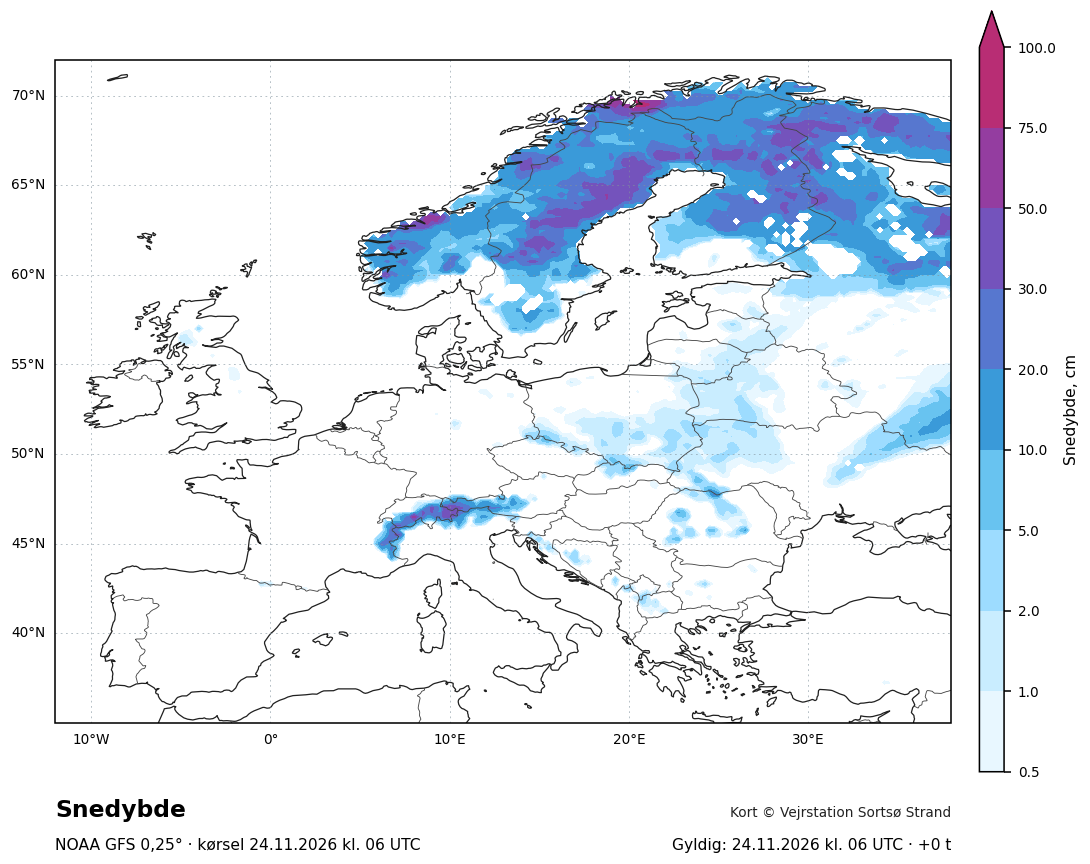 100.0
70°N
75.0
65°N
50.0
60°N
30.0
55°N
20.0
Snedybde, cm
50°N
10.0
5.0
45°N
2.0
40°N
1.0
10°W 0° 10°E 20°E 30°E
0.5
Snedybde
Kort © Vejrstation Sortsø Strand
NOAA GFS 0,25° · kørsel 24.11.2026 kl. 06 UTC
Gyldig: 24.11.2026 kl. 06 UTC · +0 t